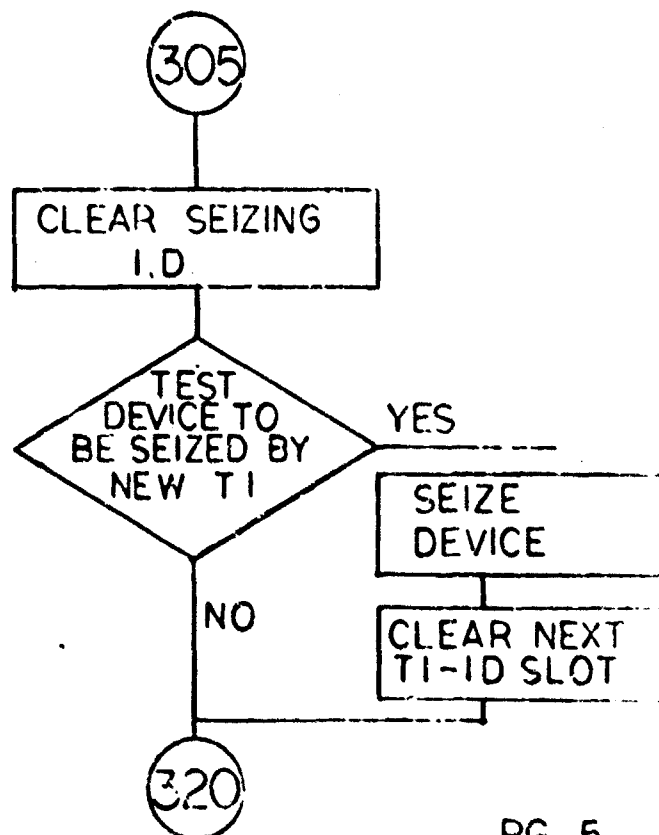 305
CLEAR SEIZING
I.D
TEST
DEVICE TO
BE SEIZED BY
NEW TI
YES
SEIZE
DEVICE
NO
CLEAR NEXT
TI-ID SLOT
320
PG 5